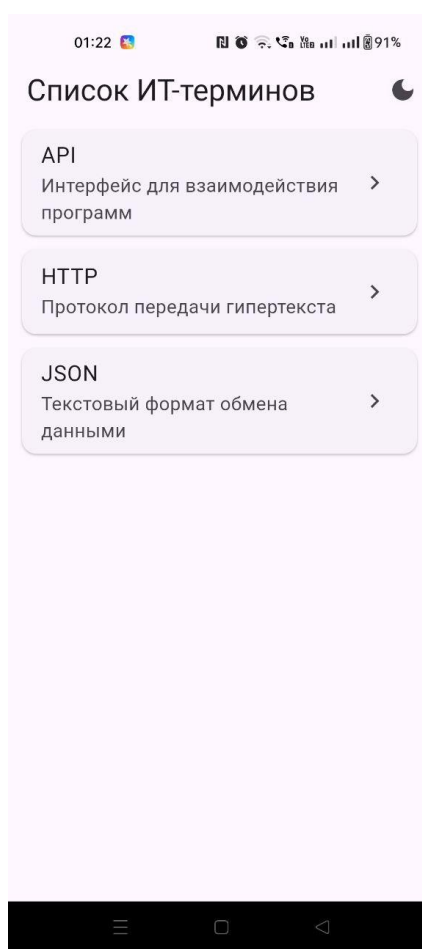 01:22 91%
Список ИТ-терминов
API
Интерфейс для взаимодействия
программ
HTTP
Протокол передачи гипертекста
JSON
Текстовый формат обмена
данными